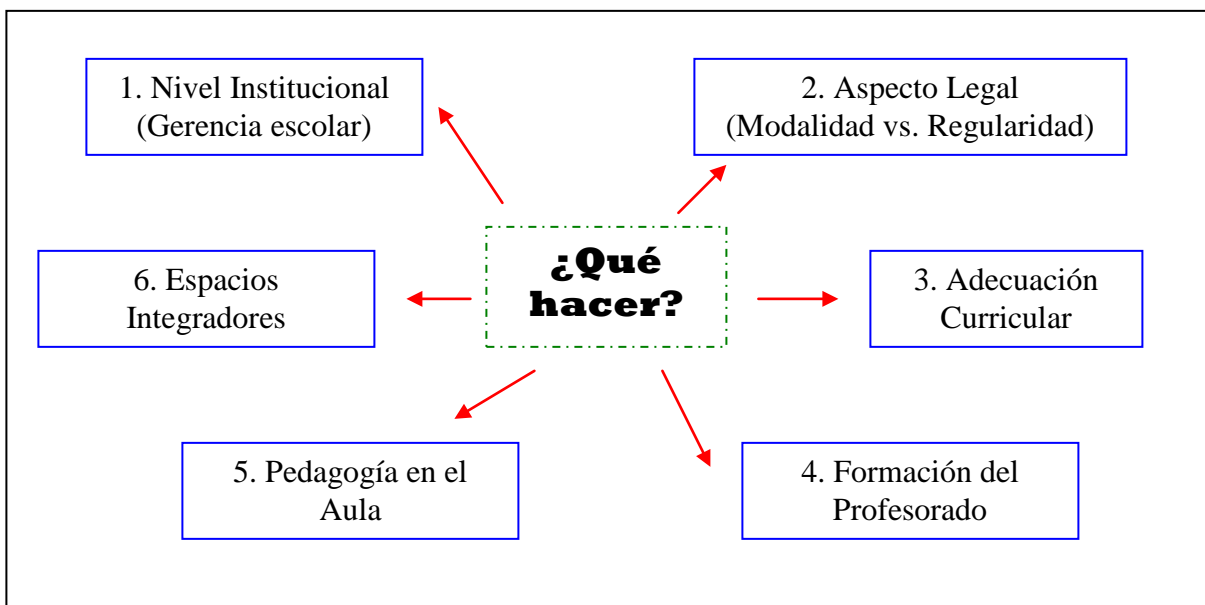 1. Nivel Institucional
(Gerencia escolar)
2. Aspecto Legal
(Modalidad vs. Regularidad)
¿Qué
hacer?
6. Espacios
Integradores
3. Adecuación
Curricular
5. Pedagogía en el
Aula
4. Formación del
Profesorado